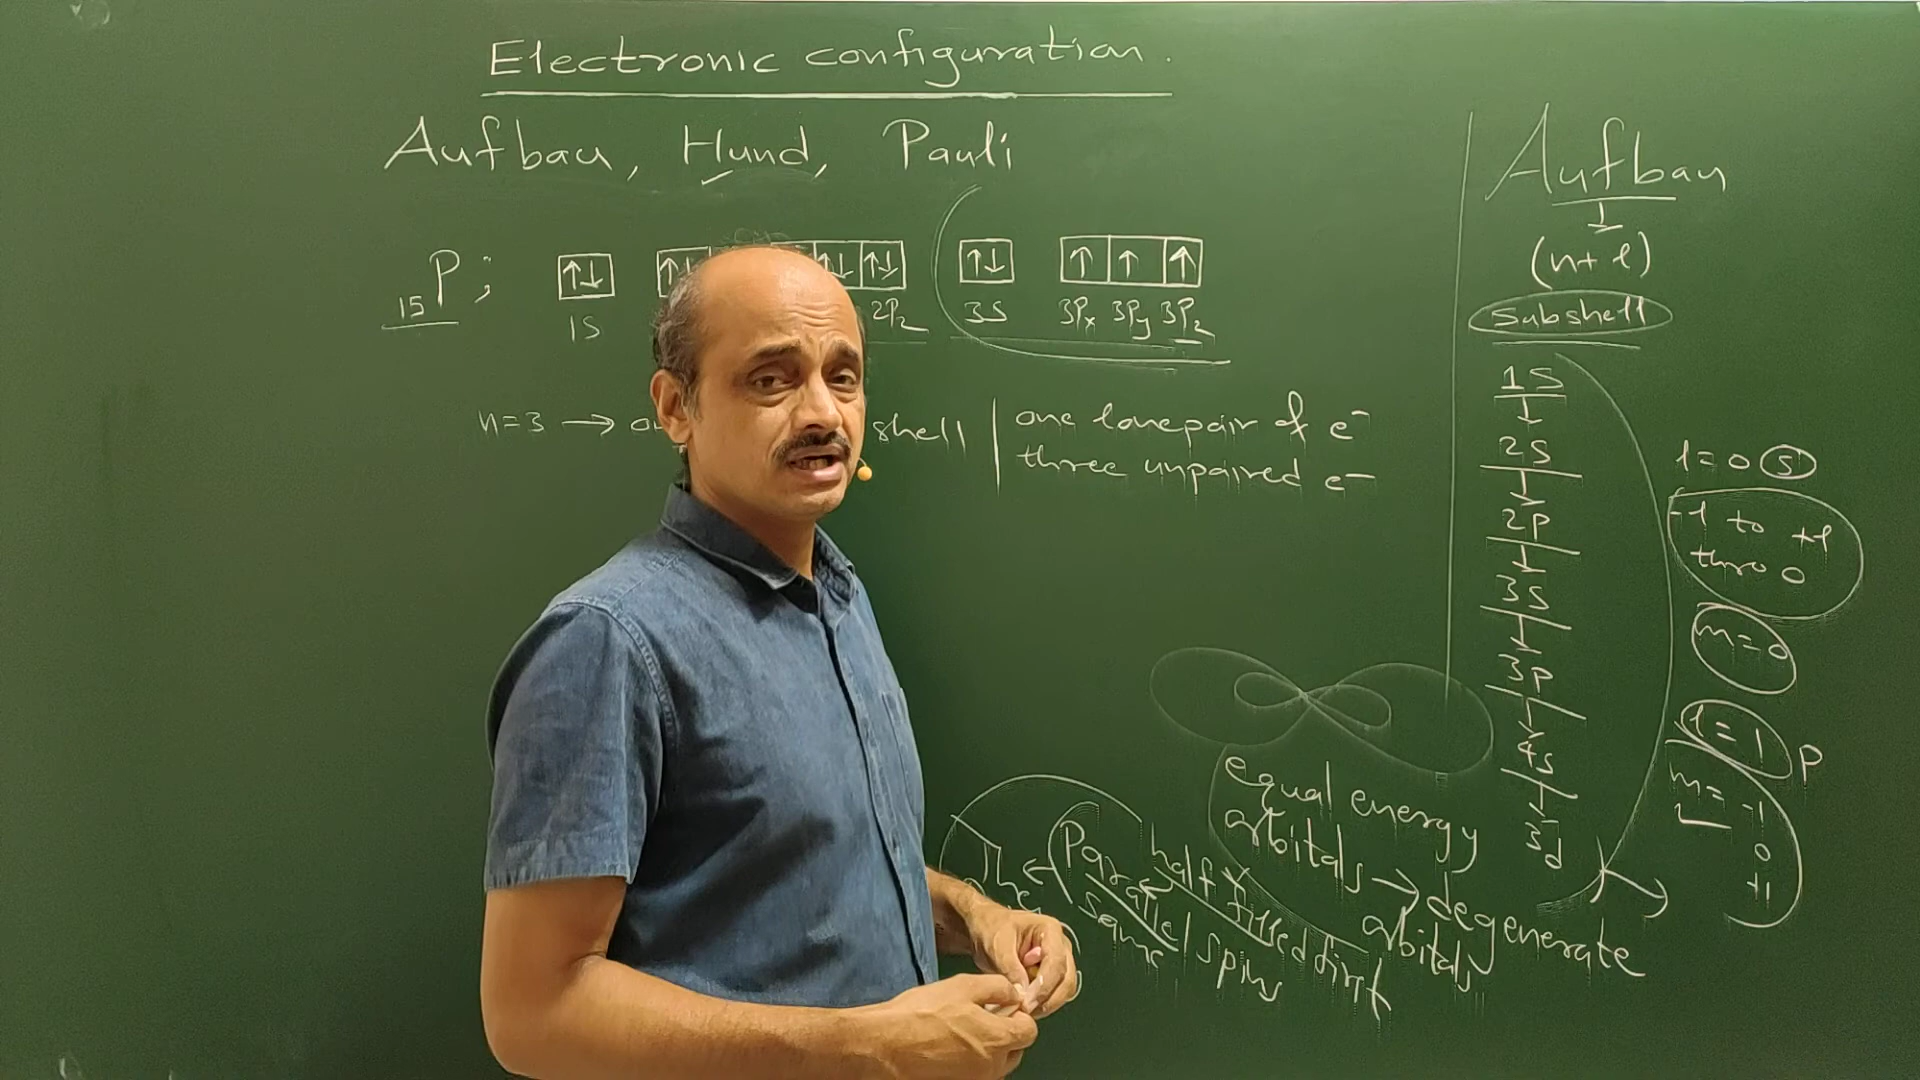 Electronic configuration.
Aufbau, Hund, Pauli
15P; ↑↓ ↑↓ ↑↓ ↑↓ ↑↓ ↑ ↑ ↑
1S 2Pz 3S 3Px 3Py 3Pz
n=3 → shell | one lonepair of e-
three unpaired e-
Aufbau
(n+l)
Subshell
1S
2S
2P
3S
3P
4S
3d
l=0 (S)
-l to +l
thro 0
m=0
l=1 P
m= -1
0
+1
equal energy
orbitals → degenerate
orbitals
half filled first
Parallel spins
same